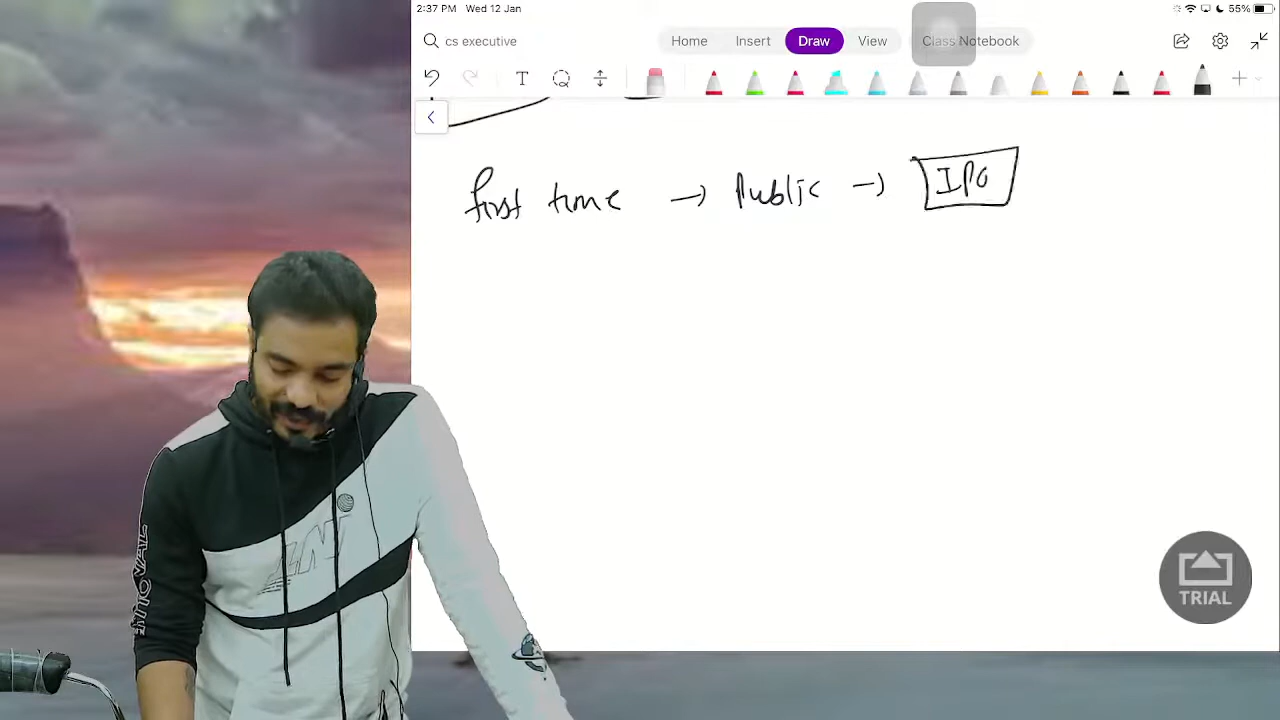 2:37 PM Wed 12 Jan
55%
cs executive
Home Insert Draw View Class Notebook
T
first time → Public → IPO
TRIAL